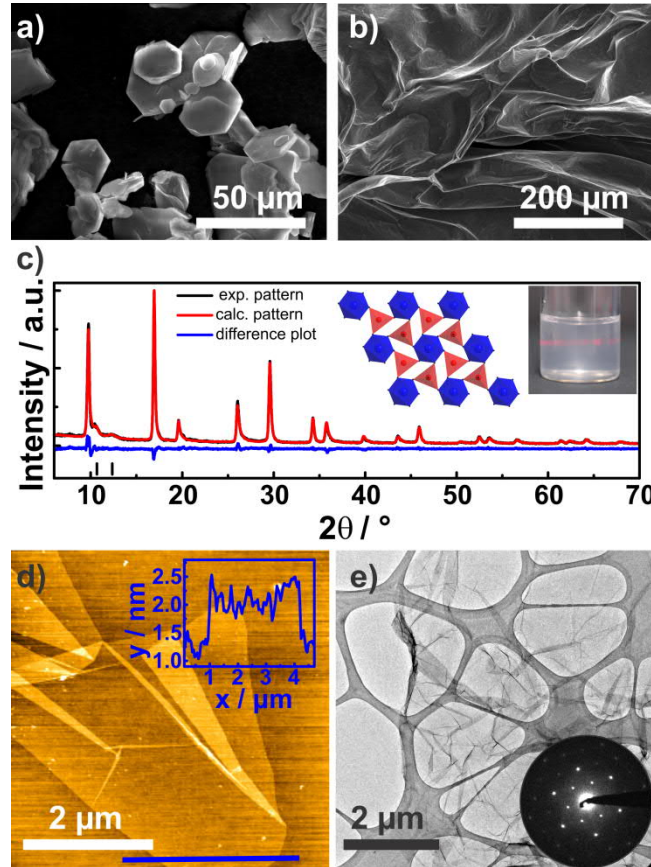 a)
50 µm
b)
200 µm
c)
exp. pattern
calc. pattern
difference plot
Intensity / a.u.
10 20 30 40 50 60 70
2θ / °
d)
2.5
2.0
1.5
1.0
y / nm
1 2 3 4
x / µm
2 µm
e)
2 µm